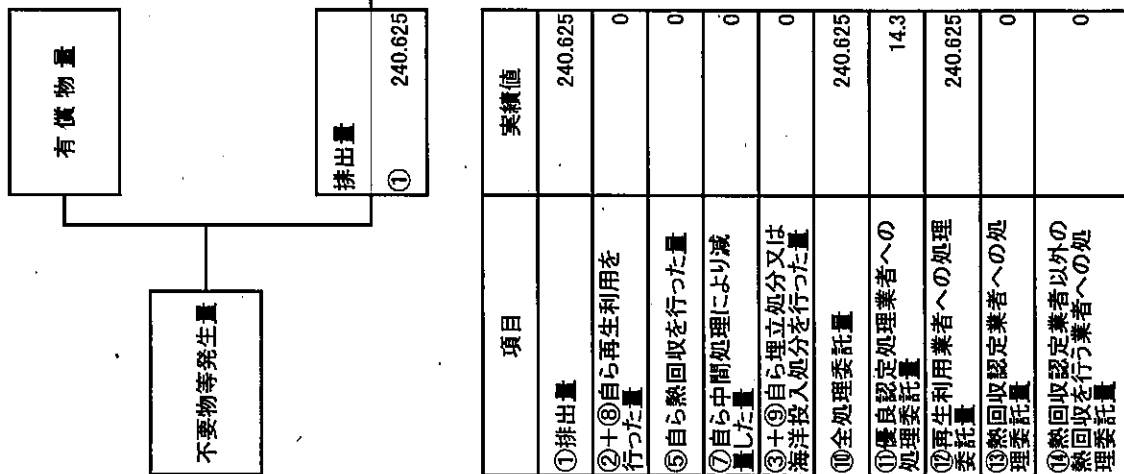 有償物量
不要物等発生量
排出量
① 240.625
項目 実績値
①排出量 240.625
②+⑧自ら再生利用を
行った量 0
⑤自ら熱回収を行った量 0
⑦自ら中間処理により減
量した量 0
③+⑨自ら埋立処分又は
海洋投入処分を行った量 0
⑩全処理委託量 240.625
⑪優良認定処理業者への
処理委託量 14.3
⑫再生利用業者への処理
委託量 240.625
⑬熱回収認定業者への処
理委託量 0
⑭熱回収認定業者以外の
熱回収を行う業者への処
理委託量 0